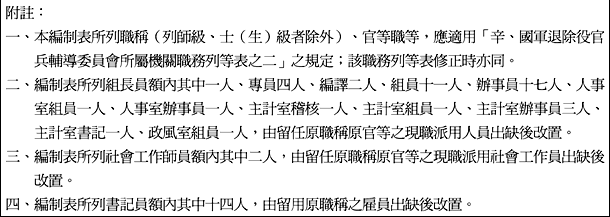 附註：
一、本編制表所列職稱（列師級、士（生）級者除外）、官等職等，應適用「辛、國軍退除役官
兵輔導委員會所屬機關職務列等表之二」之規定；該職務列等表修正時亦同。
二、編制表所列組長員額內其中一人、專員四人、編譯二人、組員十一人、辦事員十七人、人事
室組員一人、人事室辦事員一人、主計室稽核一人、主計室組員一人、主計室辦事員三人、
主計室書記一人、政風室組員一人，由留任原職稱原官等之現職派用人員出缺後改置。
三、編制表所列社會工作師員額內其中二人，由留任原職稱原官等之現職派用社會工作員出缺後
改置。
四、編制表所列書記員額內其中十四人，由留用原職稱之雇員出缺後改置。